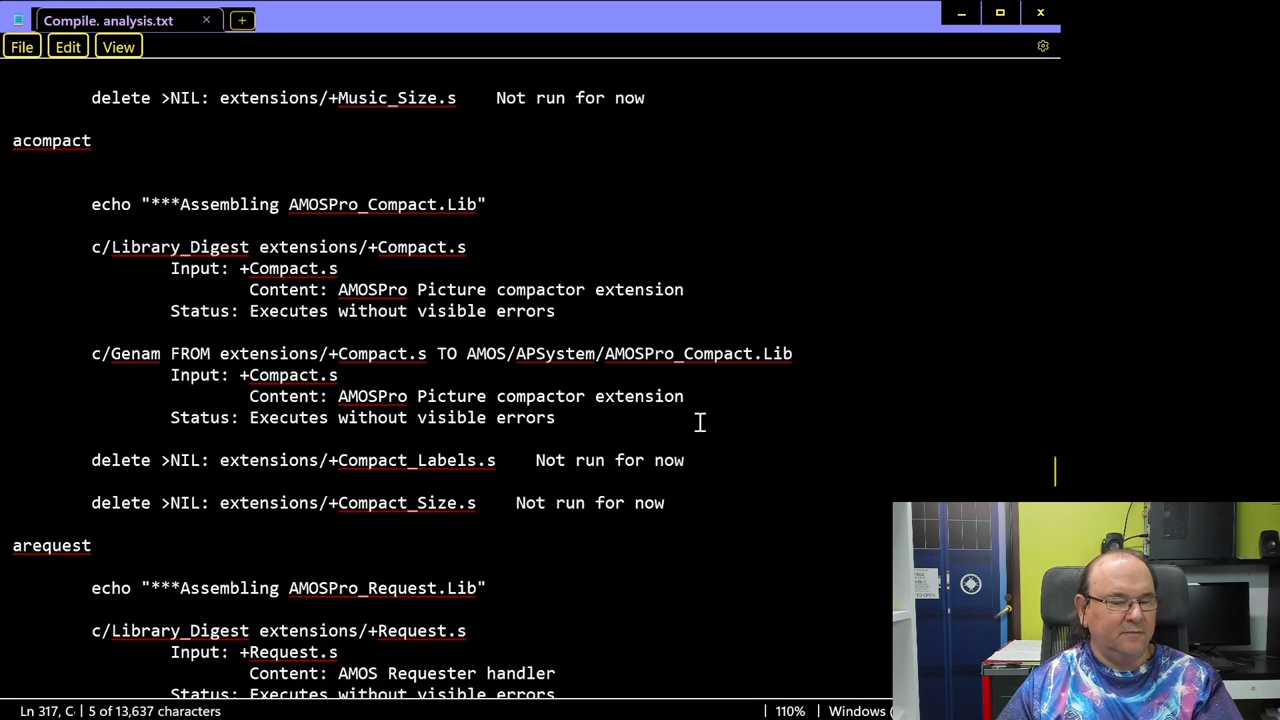 Compile. analysis.txt
File Edit View
delete >NIL: extensions/+Music_Size.s Not run for now
acompact
echo "***Assembling AMOSPro_Compact.Lib"
c/Library_Digest extensions/+Compact.s
Input: +Compact.s
Content: AMOSPro Picture compactor extension
Status: Executes without visible errors
c/Genam FROM extensions/+Compact.s TO AMOS/APSystem/AMOSPro_Compact.Lib
Input: +Compact.s
Content: AMOSPro Picture compactor extension
Status: Executes without visible errors
delete >NIL: extensions/+Compact_Labels.s Not run for now
delete >NIL: extensions/+Compact_Size.s Not run for now
arequest
echo "***Assembling AMOSPro_Request.Lib"
c/Library_Digest extensions/+Request.s
Input: +Request.s
Content: AMOS Requester handler
Status: Executes without visible errors
Ln 317, C 5 of 13,637 characters 110% Windows (